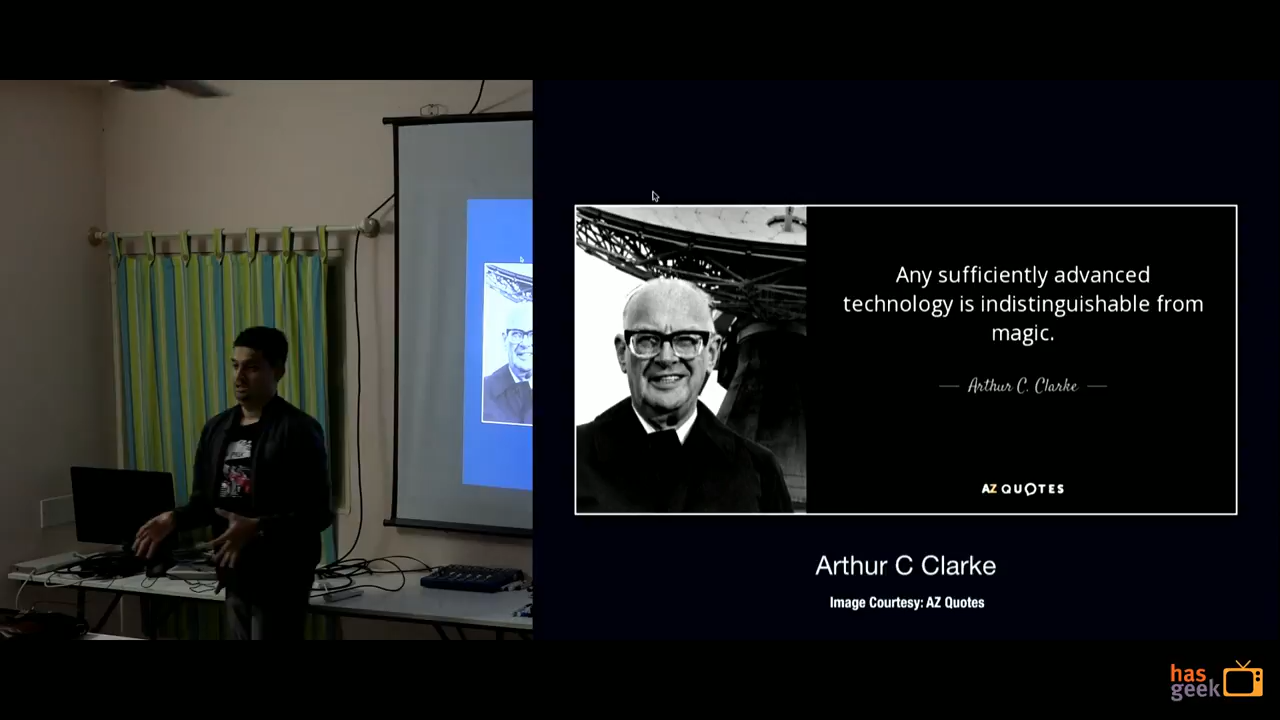 Any sufficiently advanced
technology is indistinguishable from
magic.
Arthur C. Clarke
AZ QUOTES
Arthur C Clarke
Image Courtesy: AZ Quotes
has
geek